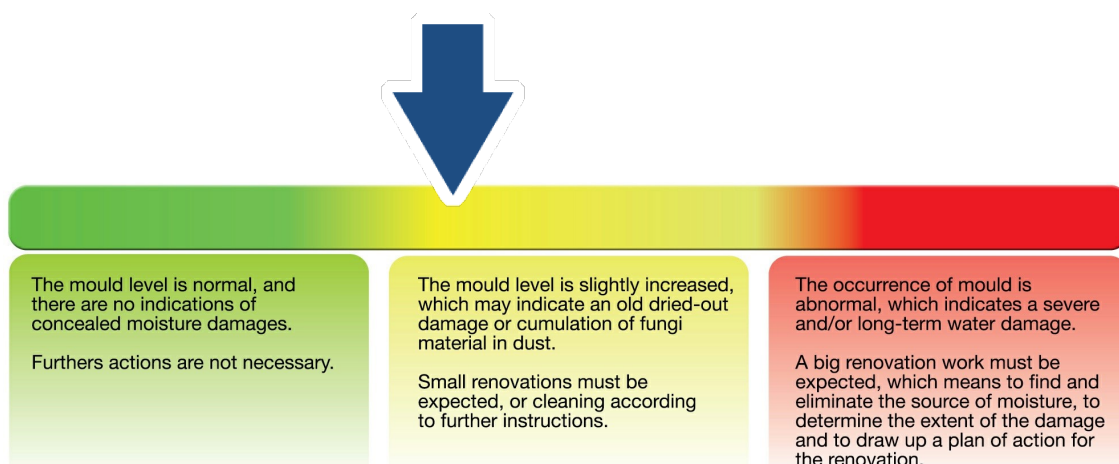 The mould level is normal, and
there are no indications of
concealed moisture damages.
Furthers actions are not necessary.
The mould level is slightly increased,
which may indicate an old dried-out
damage or cumulation of fungi
material in dust.
Small renovations must be
expected, or cleaning according
to further instructions.
The occurrence of mould is
abnormal, which indicates a severe
and/or long-term water damage.
A big renovation work must be
expected, which means to find and
eliminate the source of moisture, to
determine the extent of the damage
and to draw up a plan of action for
the renovation.